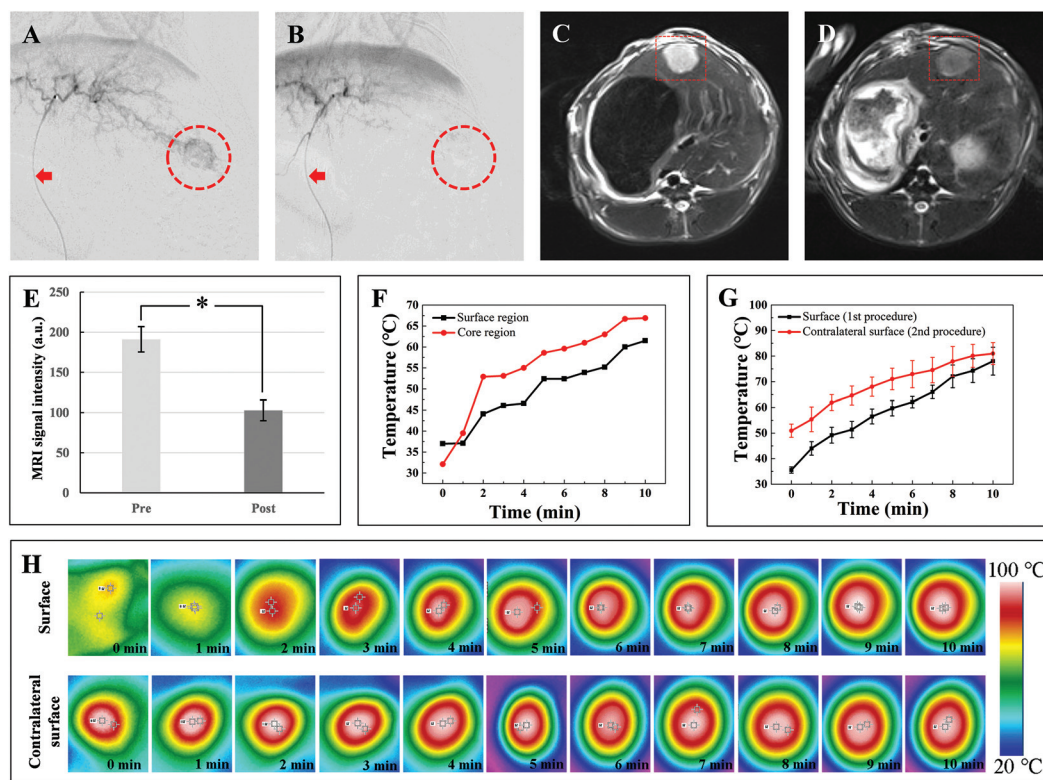 A
B
C
D
E
250
200
150
100
50
0
MRI signal intensity (a.u.)
*
Pre
Post
F
70
65
60
55
50
45
40
35
30
Temperature (°C)
Surface region
Core region
0 2 4 6 8 10
Time (min)
G
100
90
80
70
60
50
40
30
Temperature (°C)
Surface (1st procedure)
Contralateral surface (2nd procedure)
0 2 4 6 8 10
Time (min)
H
Surface
0 min 1 min 2 min 3 min 4 min 5 min 6 min 7 min 8 min 9 min 10 min
Contralateral
surface
0 min 1 min 2 min 3 min 4 min 5 min 6 min 7 min 8 min 9 min 10 min
100 °C
20 °C